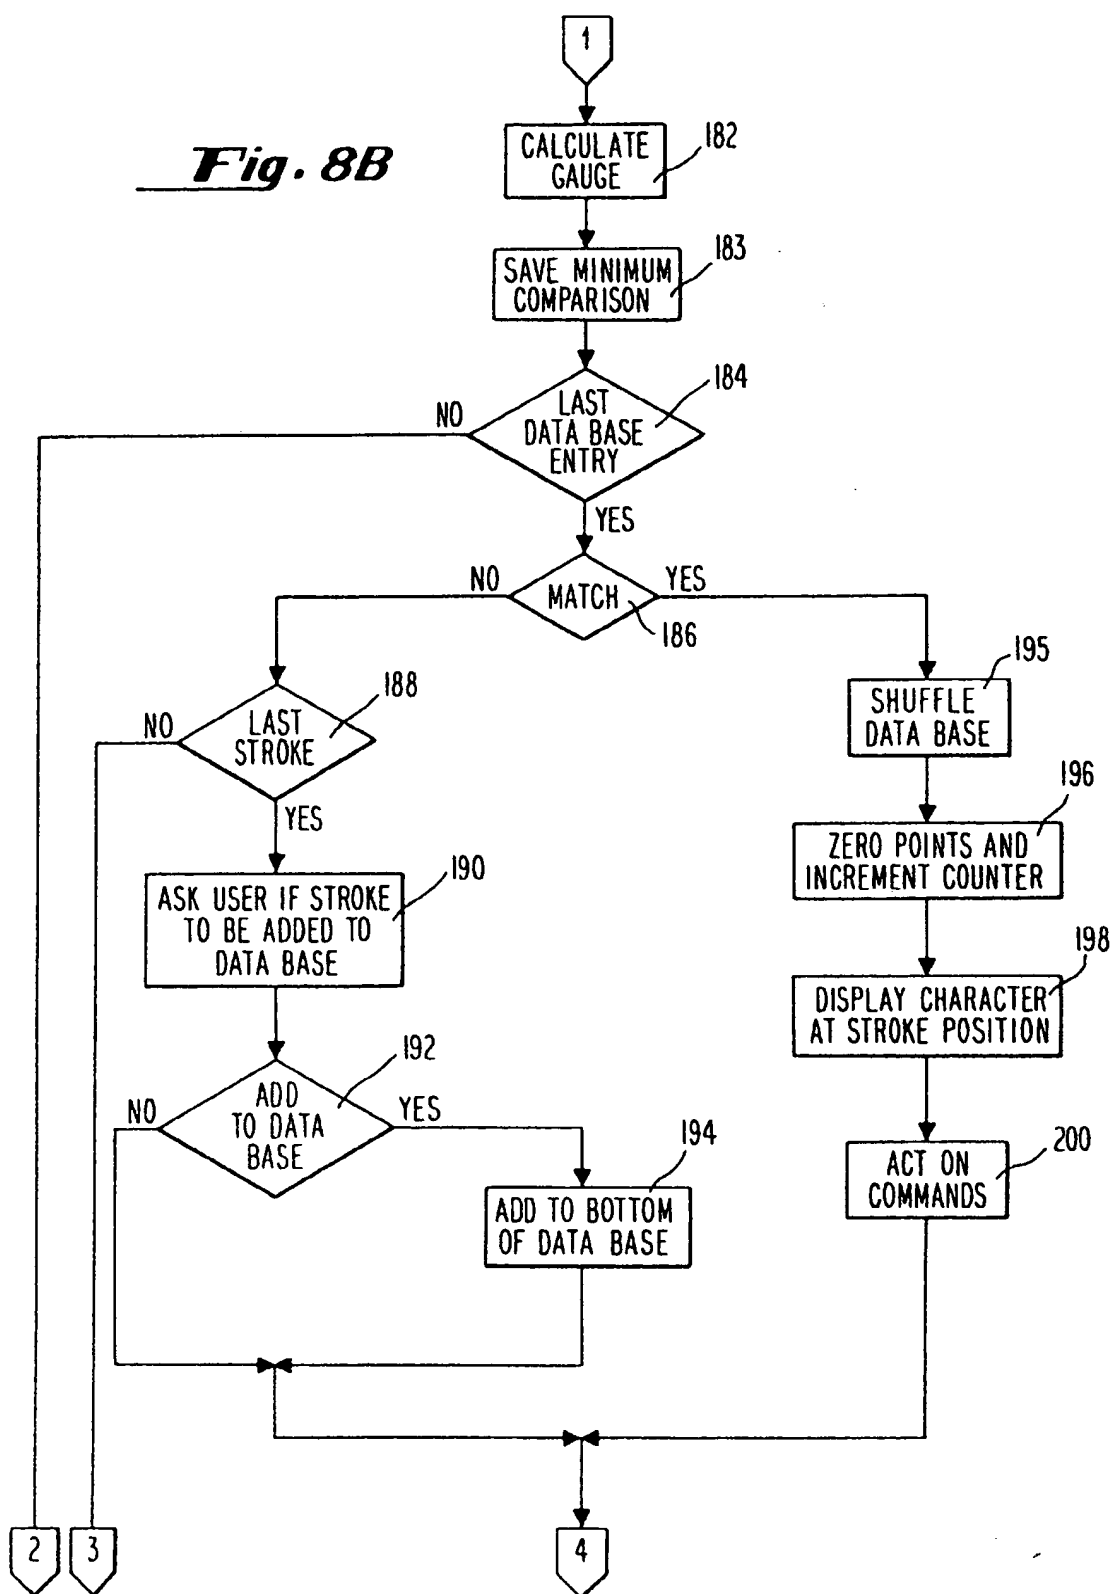 1
Fig. 8B
CALCULATE
GAUGE
182
SAVE MINIMUM
COMPARISON
183
LAST
DATA BASE
ENTRY
184
NO
YES
MATCH
186
NO
YES
LAST
STROKE
188
NO
YES
SHUFFLE
DATA BASE
195
ZERO POINTS AND
INCREMENT COUNTER
196
ASK USER IF STROKE
TO BE ADDED TO
DATA BASE
190
DISPLAY CHARACTER
AT STROKE POSITION
198
ADD
TO DATA
BASE
192
NO
YES
ADD TO BOTTOM
OF DATA BASE
194
ACT ON
COMMANDS
200
2
3
4